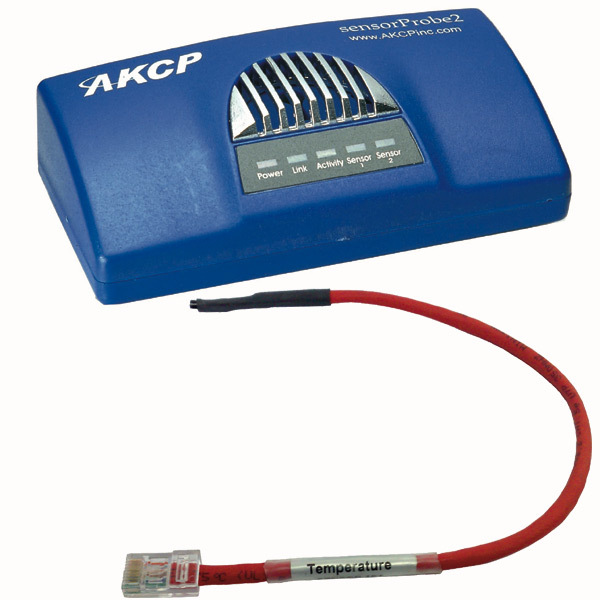 sensorProbe2
www.AKCPinc.com
AKCP
Power Link Activity Sensor 1 Sensor 2
Temperature